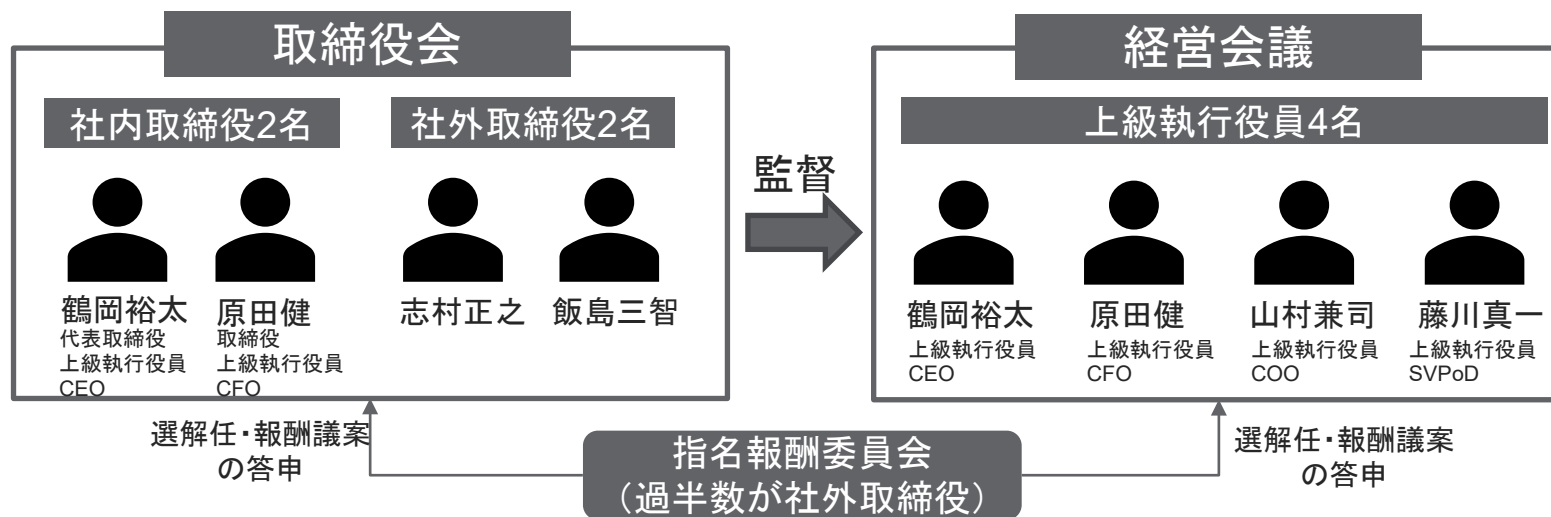 取締役会
社内取締役2名
社外取締役2名
鶴岡裕太
代表取締役
上級執行役員
CEO
原田健
取締役
上級執行役員
CFO
志村正之
飯島三智
監督
経営会議
上級執行役員4名
鶴岡裕太
上級執行役員
CEO
原田健
上級執行役員
CFO
山村兼司
上級執行役員
COO
藤川真一
上級執行役員
SVPoD
選解任・報酬議案
の答申
指名報酬委員会
（過半数が社外取締役）
選解任・報酬議案
の答申